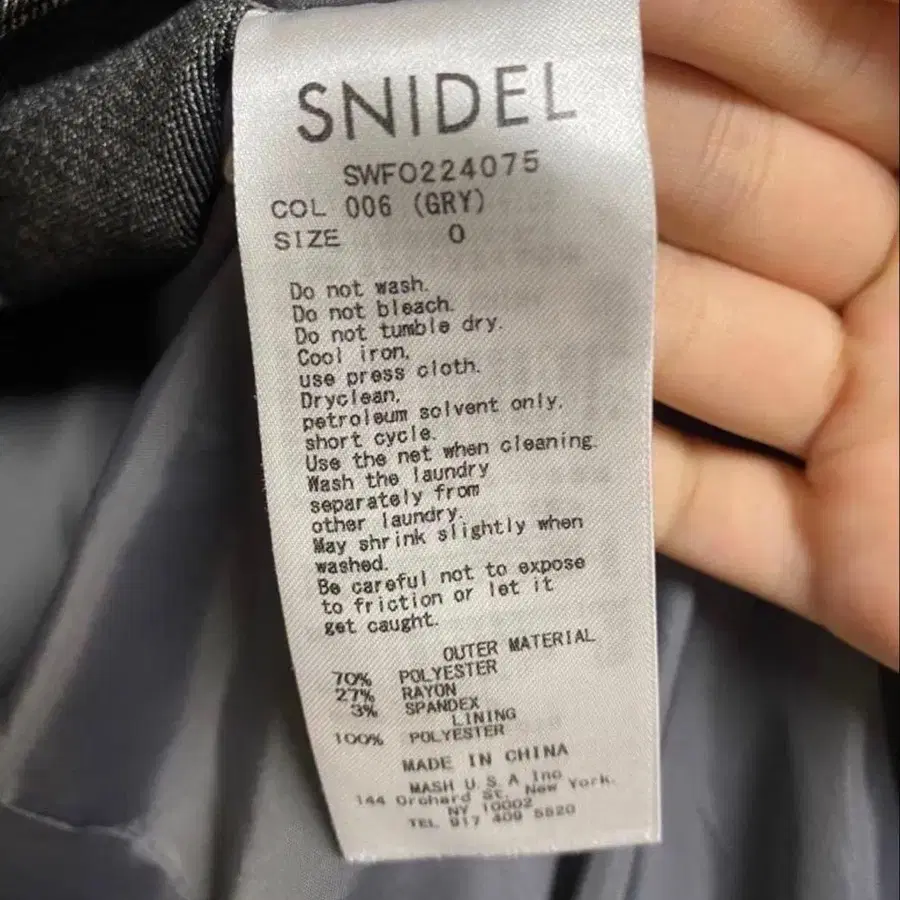 SNIDEL
SWFO224075
COL 006 (GRY)
SIZE 0
Do not wash.
Do not bleach.
Do not tumble dry.
Cool iron,
use press cloth.
Dryclean,
petroleum solvent only,
short cycle.
Use the net when cleaning.
Wash the laundry
separately from
other laundry.
May shrink slightly when
washed.
Be careful not to expose
to friction or let it
get caught.
OUTER MATERIAL
70% POLYESTER
27% RAYON
3% SPANDEX
LINING
100% POLYESTER
MADE IN CHINA
MASH U.S.A Inc
144 Orchard St. New York.
NY 10002
TEL 917 409 5520